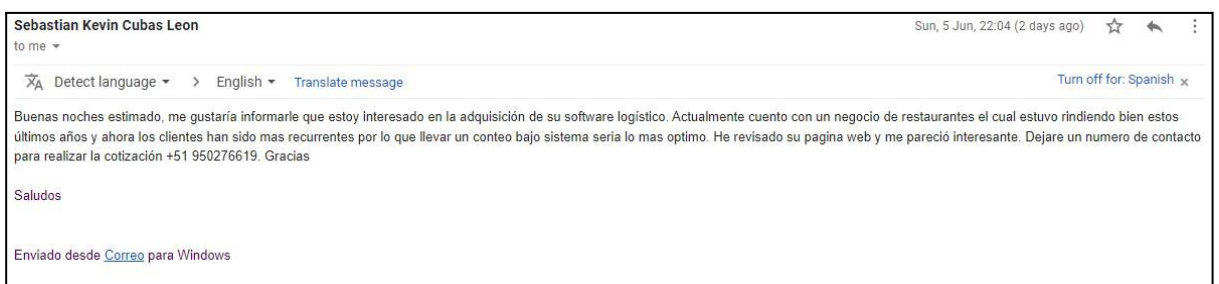 Sebastian Kevin Cubas Leon
Sun, 5 Jun, 22:04 (2 days ago)
to me
Detect language > English Translate message
Turn off for: Spanish x
Buenas noches estimado, me gustaría informarle que estoy interesado en la adquisición de su software logístico. Actualmente cuento con un negocio de restaurantes el cual estuvo rindiendo bien estos
últimos años y ahora los clientes han sido mas recurrentes por lo que llevar un conteo bajo sistema seria lo mas optimo. He revisado su pagina web y me pareció interesante. Dejare un numero de contacto
para realizar la cotización +51 950276619. Gracias
Saludos
Enviado desde Correo para Windows